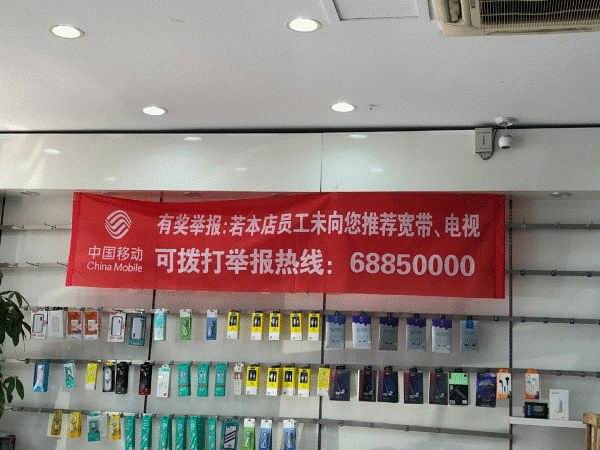 有奖举报：若本店员工未向您推荐宽带、电视
中国移动
China Mobile
可拨打举报热线：68850000